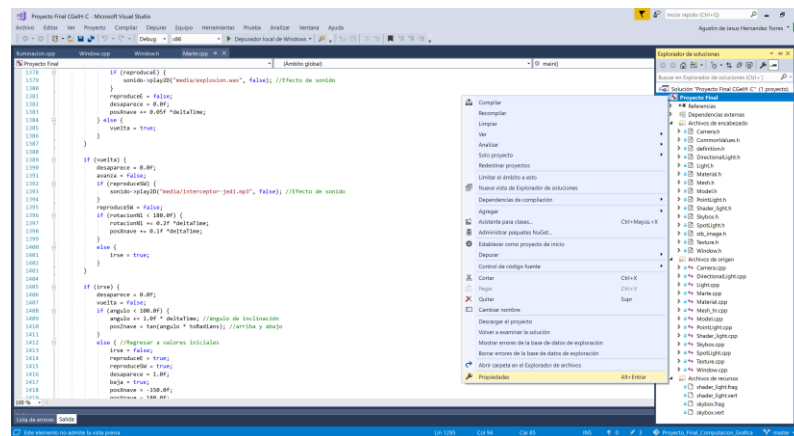 Proyecto Final CGeIH-C - Microsoft Visual Studio
Inicio rápido (Ctrl+Q)
Archivo Editar Ver Proyecto Compilar Depurar Equipo Herramientas Prueba Analizar Ventana Ayuda
Agustin de Jesus Hernandez Torres
Debug x86 Depurador local de Windows
Iluminacion.cpp Window.cpp Window.h Marte.cpp
Proyecto Final (Ámbito global) main()
1378 if (reproduceE) {
1379 sonido->play2D("media/explosion.wav", false); //Efecto de sonido
1380 }
1381 reproduceE = false;
1382 desaparece = 0.0f;
1383 posXnave += 0.05f *deltaTime;
1384 } else {
1385 vuelta = true;
1386 }
1387 }
1388
1389 if (vuelta) {
1390 desaparece = 0.0f;
1391 avanza = false;
1392 if (reproduceSW) {
1393 sonido->play2D("media/interceptor-jedi.mp3", false); //Efecto de sonido
1394 }
1395 reproduceSW = false;
1396 if (rotacionN1 < 180.0f) {
1397 rotacionN1 += 0.2f *deltaTime;
1398 posXnave += 0.1f *deltaTime;
1399 }
1400 else {
1401 irse = true;
1402 }
1403 }
1404
1405 if (irse) {
1406 desaparece = 0.0f;
1407 vuelta = false;
1408 if (angulo < 100.0f) {
1409 angulo += 1.0f * deltaTime; //ángulo de inclinación
1410 posZnave = tan(angulo * toRadians); //arriba y abajo
1411 }
1412 else { //Regresar a valores iniciales
1413 irse = false;
1414 reproduceE = true;
1415 reproduceSW = true;
1416 desaparece = 1.0f;
1417 baja = true;
1418 posXnave = -150.0f;
1419 posYnave = 180.0f;
100 %
Compilar
Recompilar
Limpiar
Ver
Analizar
Solo proyecto
Redestinar proyectos
Limitar el ámbito a esto
Nueva vista de Explorador de soluciones
Dependencias de compilación
Agregar
Asistente para clases... Ctrl+Mayús.+X
Administrar paquetes NuGet...
Establecer como proyecto de inicio
Depurar
Control de código fuente
Cortar Ctrl+X
Pegar Ctrl+V
Quitar Supr
Cambiar nombre
Descargar el proyecto
Volver a examinar la solución
Mostrar errores de la base de datos de exploración
Borrar errores de la base de datos de exploración
Abrir carpeta en el Explorador de archivos
Propiedades Alt+Entrar
Explorador de soluciones
Buscar en Explorador de soluciones (Ctrl+)
Solución "Proyecto Final CGeIH-C" (1 proyecto)
Proyecto Final
Referencias
Dependencias externas
Archivos de encabezado
Camera.h
CommonValues.h
definition.h
DirectionalLight.h
Light.h
Material.h
Mesh.h
Model.h
PointLight.h
Shader_light.h
Skybox.h
SpotLight.h
stb_image.h
Texture.h
Window.h
Archivos de origen
Camera.cpp
DirectionalLight.cpp
Light.cpp
Marte.cpp
Material.cpp
Mesh_tn.cpp
Model.cpp
PointLight.cpp
Shader_light.cpp
Skybox.cpp
SpotLight.cpp
Texture.cpp
Window.cpp
Archivos de recursos
shader_light.frag
shader_light.vert
skybox.frag
skybox.vert
Lista de errores Salida
Este elemento no admite la vista previa Lín 1295 Col 94 Car 85 INS 0 3 Proyecto_Final_Computacion_Grafica master